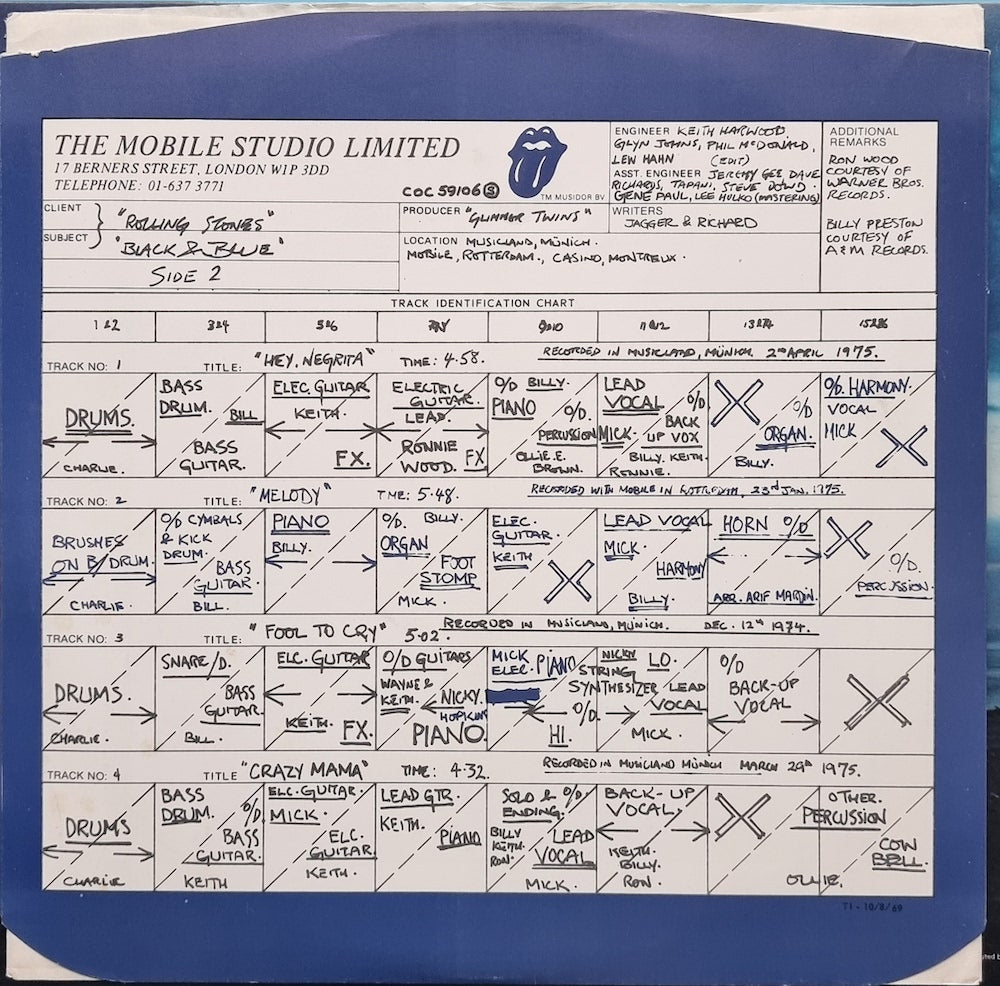 THE MOBILE STUDIO LIMITED
17 BERNERS STREET, LONDON W1P 3DD
TELEPHONE: 01-637 3771
COC 59106 S
TM MUSIDOR BV
ENGINEER KEITH HARWOOD,
GLYN JOHNS, PHIL McDONALD,
LEW HAHN (EDIT)
ASST. ENGINEER JEREMY GEE DAVE
RICHARDS, TAPANI, STEVE DOWD.
GENE PAUL, LEE HULKO (MASTERING)
ADDITIONAL
REMARKS
RON WOOD
COURTESY OF
WARNER BROS.
RECORDS.
BILLY PRESTON
COURTESY OF
A&M RECORDS.
CLIENT
SUBJECT
"ROLLING STONES"
"BLACK & BLUE"
SIDE 2
PRODUCER "GLIMMER TWINS"
WRITERS
JAGGER & RICHARD
LOCATION MUSICLAND, MÜNICH.
MOBILE, ROTTERDAM., CASINO, MONTREUX.
TRACK IDENTIFICATION CHART
1&2 3&4 5&6 7&8 9&10 11&12 13&14 15&16
TRACK NO: 1 TITLE: "HEY, NEGRITA" TIME: 4.58. RECORDED IN MUSICLAND, MÜNICH. 2nd APRIL 1975.
DRUMS.
CHARLIE.
BASS
DRUM.
BILL
BASS
GUITAR.
ELEC. GUITAR
KEITH.
FX.
ELECTRIC
GUITAR.
LEAD.
RONNIE
WOOD. FX
O/D BILLY.
PIANO
O/D.
PERCUSSION
OLLIE. E.
BROWN.
LEAD
VOCAL
MICK.
O/D
BACK
UP VOX
BILLY. KEITH.
RONNIE.
O/D
ORGAN.
BILLY.
O/D. HARMONY.
VOCAL
MICK
TRACK NO: 2 TITLE: "MELODY" TIME: 5.48. RECORDED WITH MOBILE IN ROTTERDAM, 23rd JAN. 1975.
BRUSHES
ON B/DRUM.
CHARLIE.
O/D CYMBALS
& KICK
DRUM.
BASS
GUITAR.
BILL.
PIANO
BILLY.
O/D. BILLY.
ORGAN
FOOT
STOMP
MICK.
ELEC.
GUITAR.
KEITH
LEAD VOCAL
MICK.
HARMONY
BILLY.
HORN O/D
ARR. ARIF MARDIN.
O/D.
PERCUSSION.
TRACK NO: 3 TITLE: "FOOL TO CRY" 5.02. RECORDED IN MUSICLAND, MUNICH. DEC. 12th 1974.
DRUMS.
CHARLIE.
SNARE/D.
BASS
GUITAR.
BILL.
ELC. GUITAR
KEITH.
FX.
O/D GUITARS
WAYNE &
KEITH.
NICKY
HOPKINS
PIANO.
MICK
ELEC. PIANO
NICKY
STRING
SYNTHESIZER
O/D.
HI.
LO.
LEAD
VOCAL
MICK.
O/D
BACK-UP
VOCAL
TRACK NO: 4 TITLE "CRAZY MAMA" TIME: 4.32. RECORDED IN MUSICLAND MÜNICH MARCH 29th 1975.
DRUMS
CHARLIE
BASS
DRUM.
O/D.
BASS
GUITAR.
KEITH
ELC. GUITAR.
MICK.
ELC.
GUITAR.
KEITH.
LEAD GTR.
KEITH.
PIANO
SOLO & O/D
ENDING.
BILLY
KEITH.
RON.
LEAD
VOCAL
MICK.
BACK-UP
VOCAL.
KEITH.
BILLY.
RON.
OTHER.
PERCUSSION
COW
BELL.
OLLIE.
T1 - 10/8/69